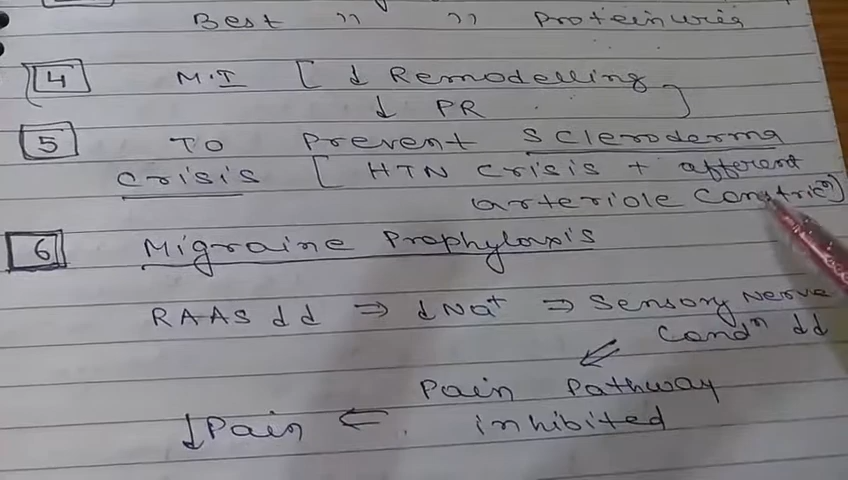 Best " " Proteinuria
4 M.I [ ↓ Remodelling
↓ PR ]
5 To Prevent Scleroderma
Crisis [ HTN Crisis + afferent
arteriole Constricⁿ)
6 Migraine Prophylaxis
RAAS ↓↓ ⇒ ↓Na⁺ ⇒ Sensory Nerve
Condⁿ ↓↓
Pain Pathway
↓Pain ⇐ inhibited